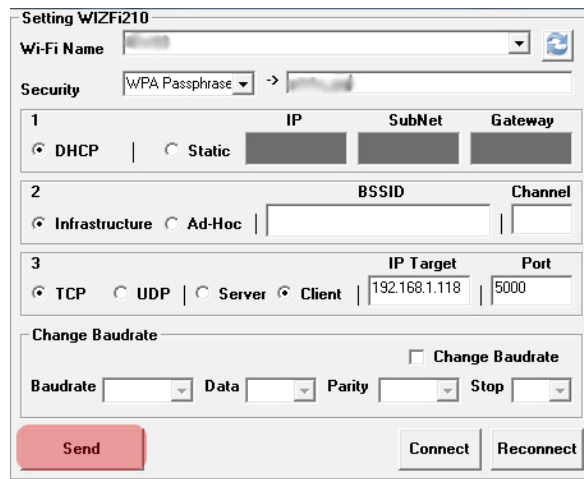 Setting WIZFi210
Wi-Fi Name
Security WPA Passphrase ->
1 IP SubNet Gateway
DHCP | Static
2 BSSID Channel
Infrastructure Ad-Hoc | |
3 IP Target Port
TCP UDP | Server Client | 192.168.1.118 | 5000
Change Baudrate
Change Baudrate
Baudrate Data Parity Stop
Send Connect Reconnect